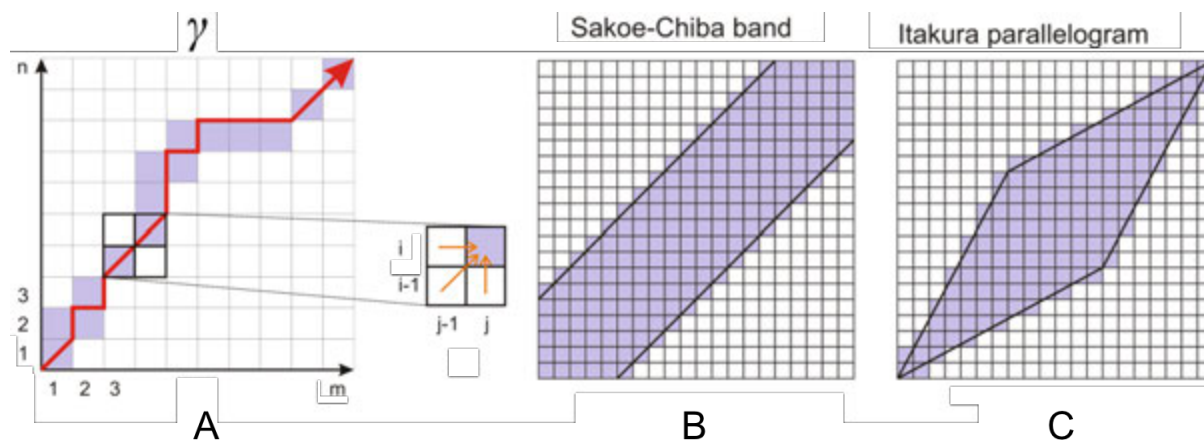 γ
Sakoe-Chiba band
Itakura parallelogram
n
3
2
1
1 2 3 m
i
i-1
j-1 j
A B C